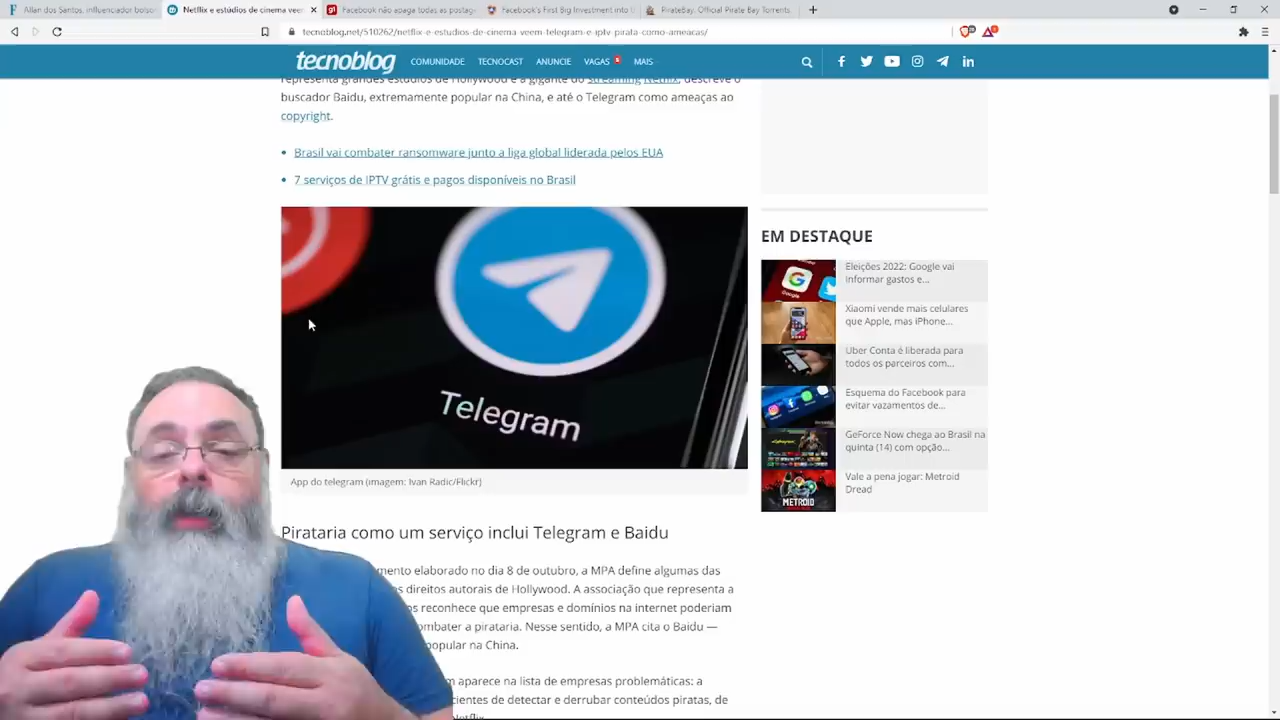 Allan dos Santos, influenciador bolson
Netflix e estúdios de cinema veem
Facebook não apaga todas as postag
Facebook's First Big Investment into
PirateBay. Official Pirate Bay Torrents.
tecnoblog.net/510262/netflix-e-estudios-de-cinema-veem-telegram-e-iptv-pirata-como-ameacas/
tecnoblog
COMUNIDADE TECNOCAST ANUNCIE VAGAS MAIS
representa grandes estúdios de Hollywood e a gigante do streaming Netflix, descreve o
buscador Baidu, extremamente popular na China, e até o Telegram como ameaças ao
copyright.
• Brasil vai combater ransomware junto a liga global liderada pelos EUA
• 7 serviços de IPTV grátis e pagos disponíveis no Brasil
Telegram
App do telegram (imagem: Ivan Radic/Flickr)
EM DESTAQUE
Eleições 2022: Google vai
informar gastos e...
Xiaomi vende mais celulares
que Apple, mas iPhone...
Uber Conta é liberada para
todos os parceiros com...
Esquema do Facebook para
evitar vazamentos de...
GeForce Now chega ao Brasil na
quinta (14) com opção...
Vale a pena jogar: Metroid
Dread
METROID
Pirataria como um serviço inclui Telegram e Baidu
mento elaborado no dia 8 de outubro, a MPA define algumas das
os direitos autorais de Hollywood. A associação que representa a
os reconhece que empresas e domínios na internet poderiam
ombater a pirataria. Nesse sentido, a MPA cita o Baidu —
popular na China.
m aparece na lista de empresas problemáticas: a
cientes de detectar e derrubar conteúdos piratas, de